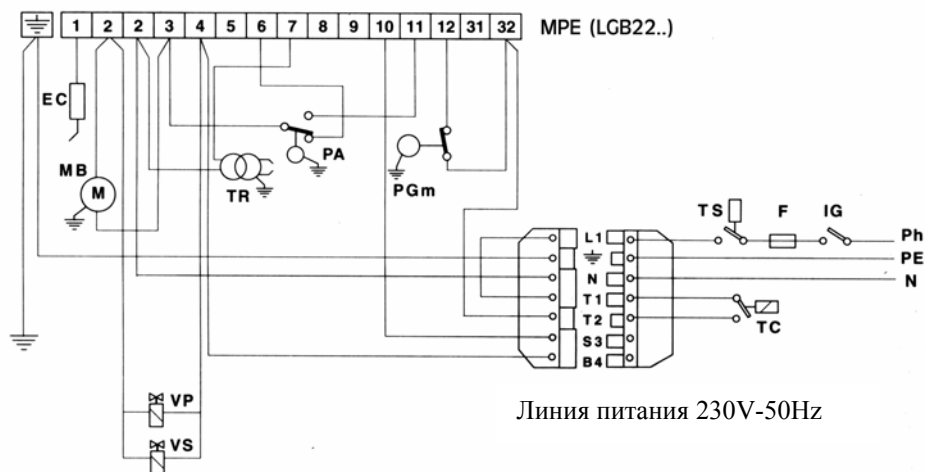 1 2 2 3 4 5 6 7 8 9 10 11 12 31 32 MPE (LGB22..)
EC
MB
M
TR
PA
PGm
TS F IG
L1 Ph
PE
N N
T1
T2 TC
S3
B4
VP
VS
Линия питания 230V-50Hz